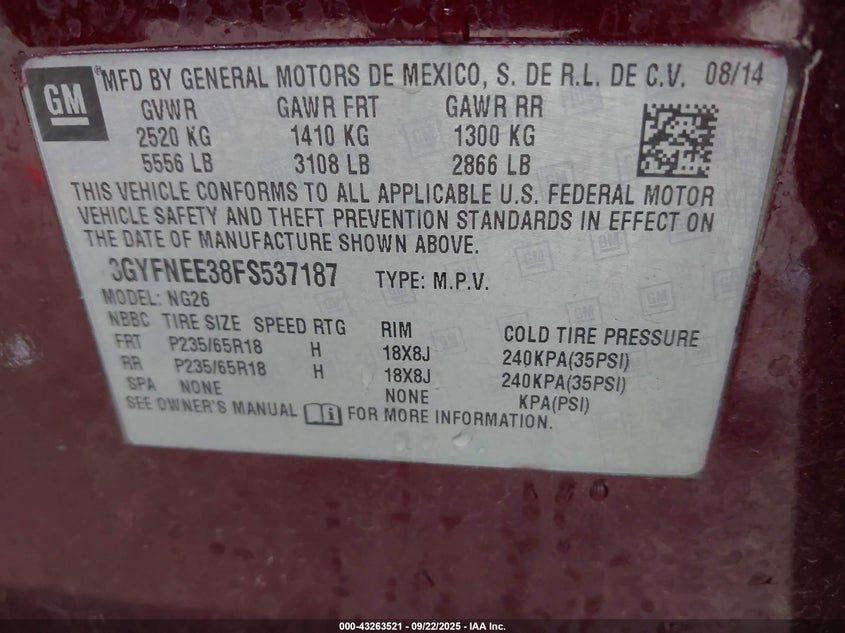 GM ® MFD BY GENERAL MOTORS DE MEXICO, S. DE R.L. DE C.V. 08/14
GVWR GAWR FRT GAWR RR
2520 KG 1410 KG 1300 KG
5556 LB 3108 LB 2866 LB
THIS VEHICLE CONFORMS TO ALL APPLICABLE U.S. FEDERAL MOTOR
VEHICLE SAFETY AND THEFT PREVENTION STANDARDS IN EFFECT ON
THE DATE OF MANUFACTURE SHOWN ABOVE.
3GYFNEE38FS537187 TYPE: M.P.V.
MODEL: NG26
NBBC TIRE SIZE SPEED RTG RIM COLD TIRE PRESSURE
FRT P235/65R18 H 18X8J 240KPA(35PSI)
RR P235/65R18 H 18X8J 240KPA(35PSI)
SPA NONE NONE KPA(PSI)
SEE OWNER'S MANUAL FOR MORE INFORMATION.
000-43263521 - 09/22/2025 - IAA Inc.